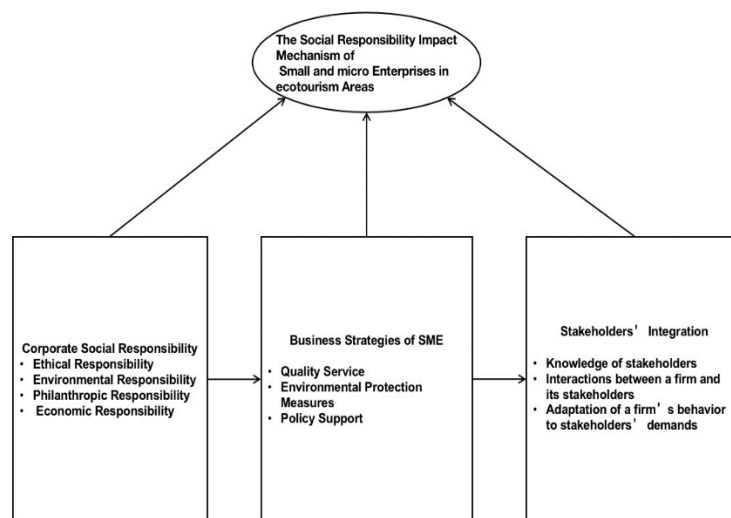 The Social Responsibility Impact
Mechanism of
Small and micro Enterprises in
ecotourism Areas
Corporate Social Responsibility
• Ethical Responsibility
• Environmental Responsibility
• Philanthropic Responsibility
• Economic Responsibility
Business Strategies of SME
• Quality Service
• Environmental Protection
Measures
• Policy Support
Stakeholders' Integration
• Knowledge of stakeholders
• Interactions between a firm and
its stakeholders
• Adaptation of a firm's behavior
to stakeholders' demands